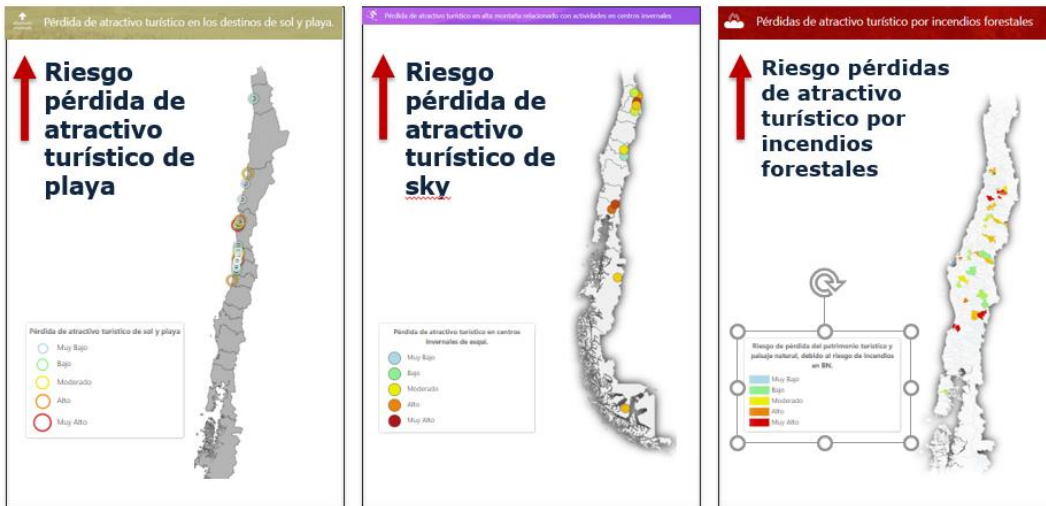 Pérdida de atractivo turístico en los destinos de sol y playa.
Riesgo
pérdida de
atractivo
turístico de
playa
Pérdida de atractivo turístico de sol y playa
Muy Bajo
Bajo
Moderado
Alto
Muy Alto
Pérdida de atractivo turístico en alta montaña relacionado con actividades en centros invernales
Riesgo
pérdida de
atractivo
turístico de
sky
Pérdida de atractivo turístico en centros
invernales de esquí.
Muy Bajo
Bajo
Moderado
Alto
Muy Alto
Pérdidas de atractivo turístico por incendios forestales
Riesgo pérdidas
de atractivo
turístico por
incendios
forestales
Riesgo de pérdida del patrimonio turístico y
paisaje natural, debido al riesgo de incendios
en BN.
Muy Bajo
Bajo
Moderado
Alto
Muy Alto